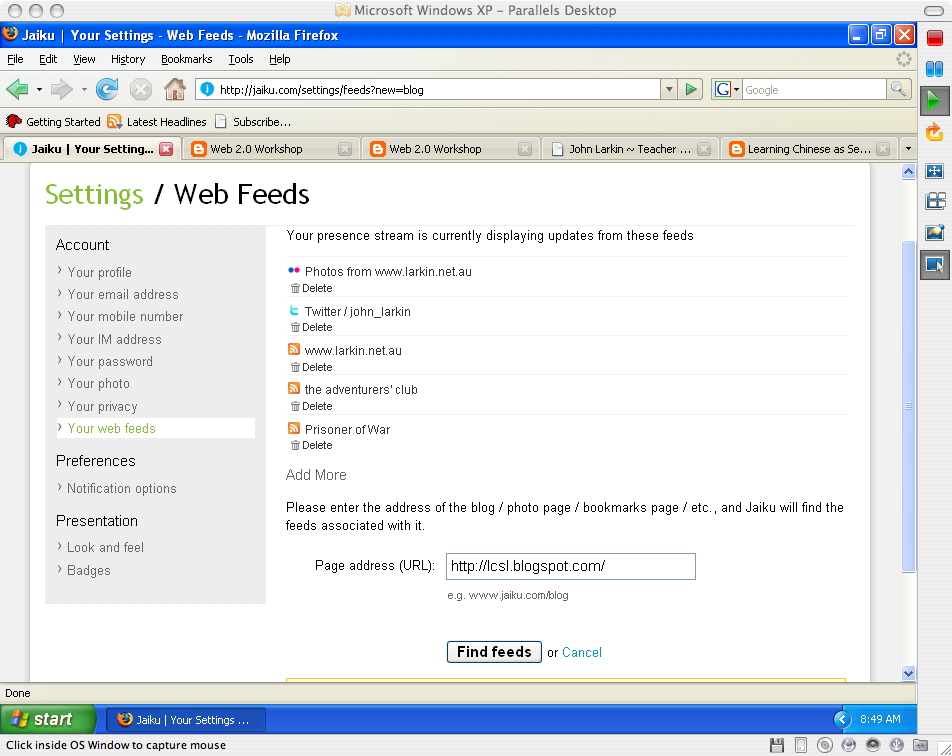 Microsoft Windows XP - Parallels Desktop
Jaiku | Your Settings - Web Feeds - Mozilla Firefox
File Edit View History Bookmarks Tools Help
http://jaiku.com/settings/feeds?new=blog
G Google
Getting Started Latest Headlines Subscribe...
Jaiku | Your Setting... Web 2.0 Workshop Web 2.0 Workshop John Larkin ~ Teacher ... Learning Chinese as Se...
Settings / Web Feeds
Account
Your profile
Your email address
Your mobile number
Your IM address
Your password
Your photo
Your privacy
Your web feeds
Preferences
Notification options
Presentation
Look and feel
Badges
Your presence stream is currently displaying updates from these feeds
Photos from www.larkin.net.au
Delete
Twitter / john_larkin
Delete
www.larkin.net.au
Delete
the adventurers' club
Delete
Prisoner of War
Delete
Add More
Please enter the address of the blog / photo page / bookmarks page / etc., and Jaiku will find the
feeds associated with it.
Page address (URL): http://lcsl.blogspot.com/
e.g. www.jaiku.com/blog
Find feeds or Cancel
Done
start Jaiku | Your Settings ... 8:49 AM
Click inside OS Window to capture mouse